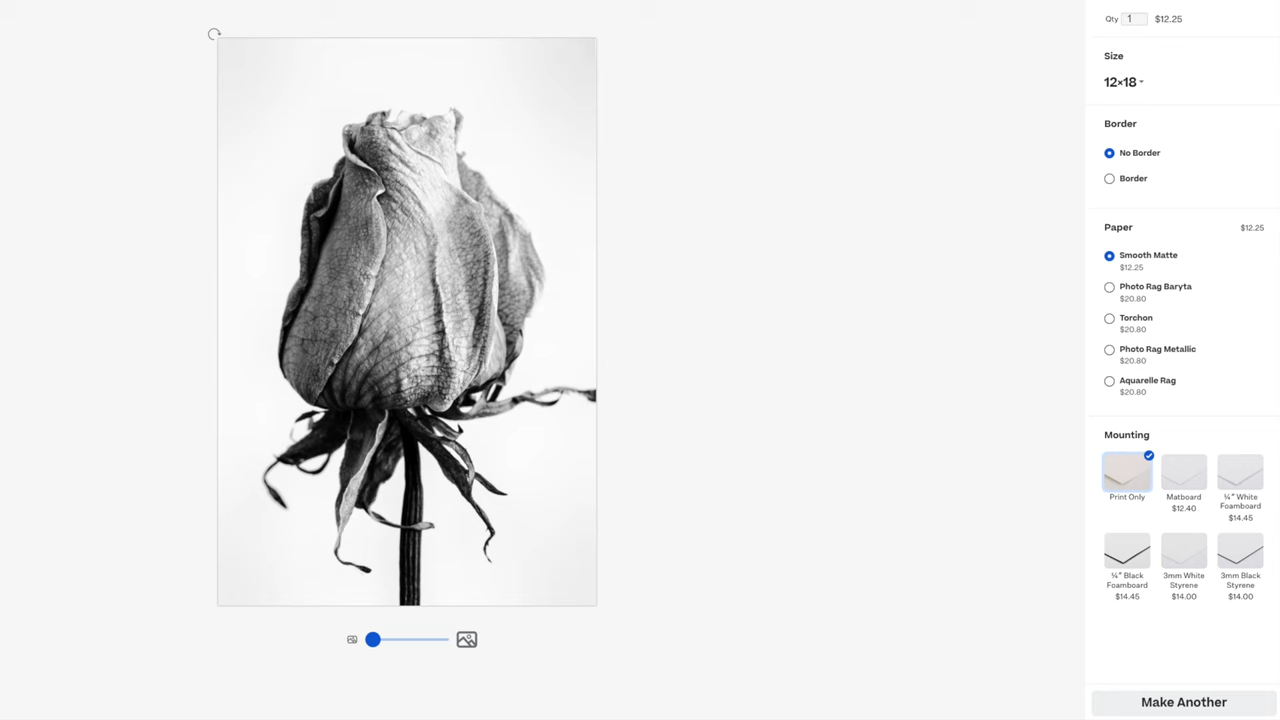 Qty 1 $12.25
Size
12×18
Border
No Border
Border
Paper $12.25
Smooth Matte
$12.25
Photo Rag Baryta
$20.80
Torchon
$20.80
Photo Rag Metallic
$20.80
Aquarelle Rag
$20.80
Mounting
Print Only
Matboard
$12.40
¼" White
Foamboard
$14.45
¼" Black
Foamboard
$14.45
3mm White
Styrene
$14.00
3mm Black
Styrene
$14.00
Make Another